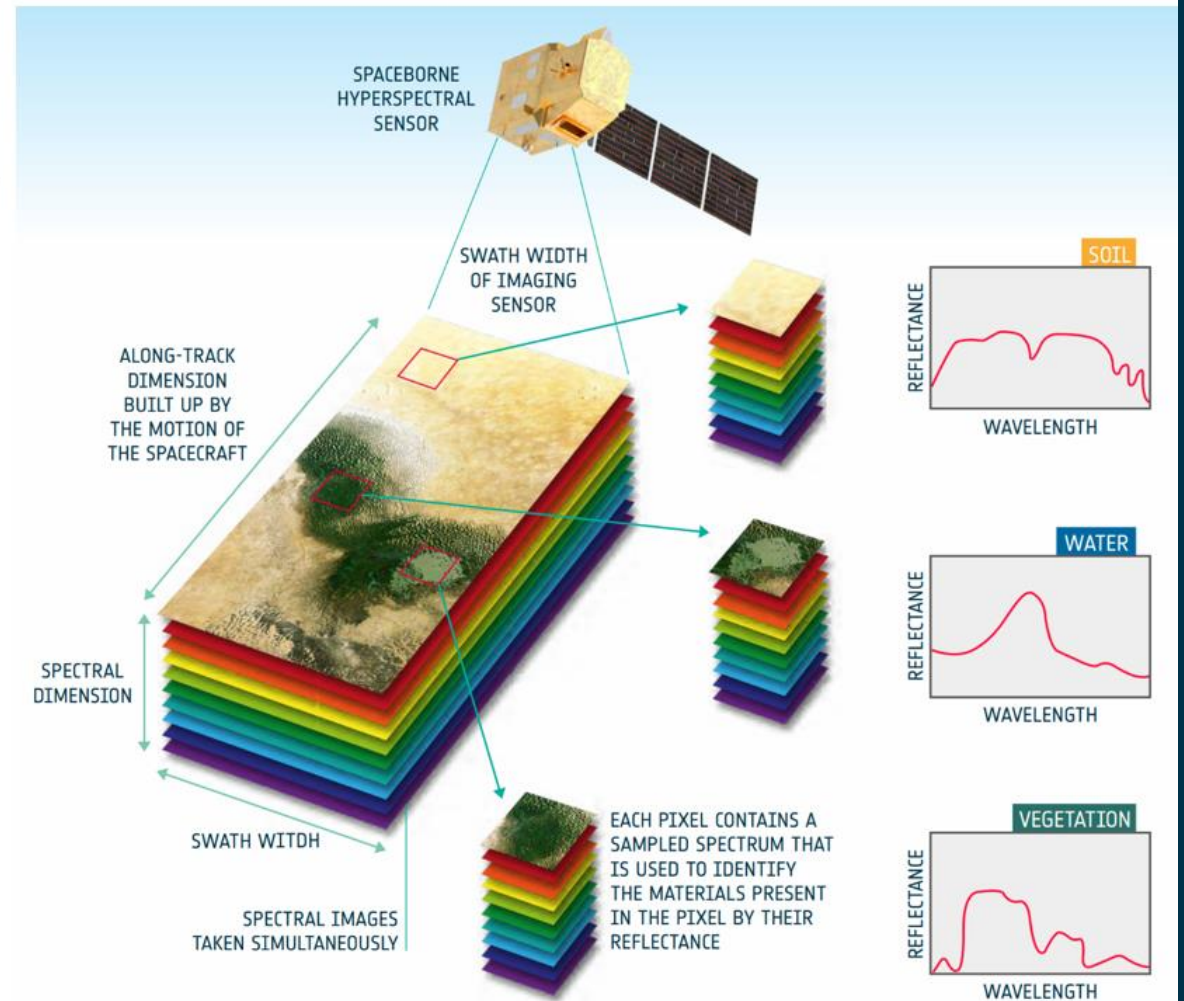 SPACEBORNE
HYPERSPECTRAL
SENSOR
SWATH WIDTH
OF IMAGING
SENSOR
ALONG-TRACK
DIMENSION
BUILT UP BY
THE MOTION OF
THE SPACECRAFT
SOIL
REFLECTANCE
WAVELENGTH
WATER
REFLECTANCE
WAVELENGTH
SPECTRAL
DIMENSION
SWATH WITDH
SPECTRAL IMAGES
TAKEN SIMULTANEOUSLY
EACH PIXEL CONTAINS A
SAMPLED SPECTRUM THAT
IS USED TO IDENTIFY
THE MATERIALS PRESENT
IN THE PIXEL BY THEIR
REFLECTANCE
VEGETATION
REFLECTANCE
WAVELENGTH